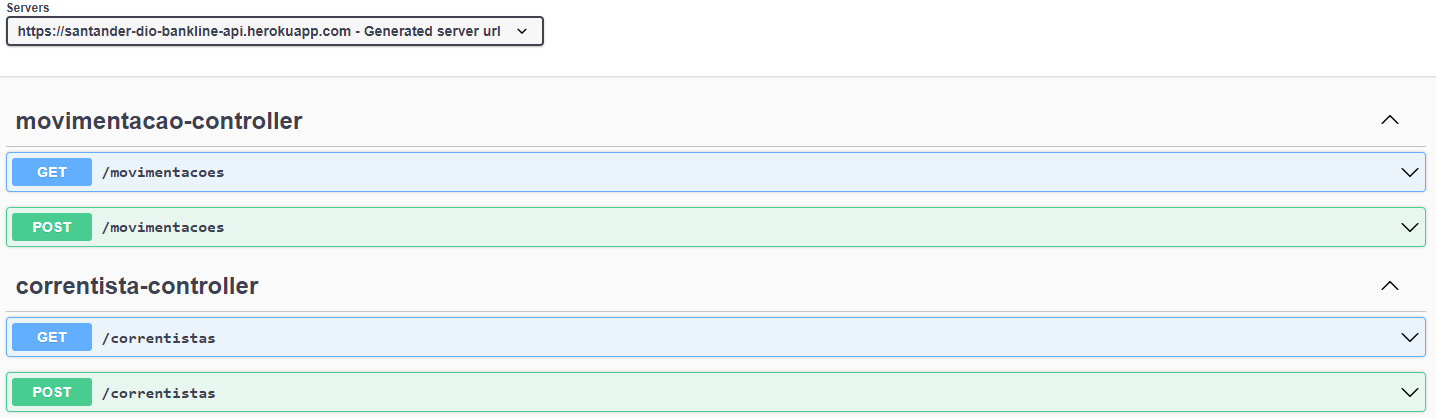 Servers
https://santander-dio-bankline-api.herokuapp.com - Generated server url
movimentacao-controller
GET /movimentacoes
POST /movimentacoes
correntista-controller
GET /correntistas
POST /correntistas